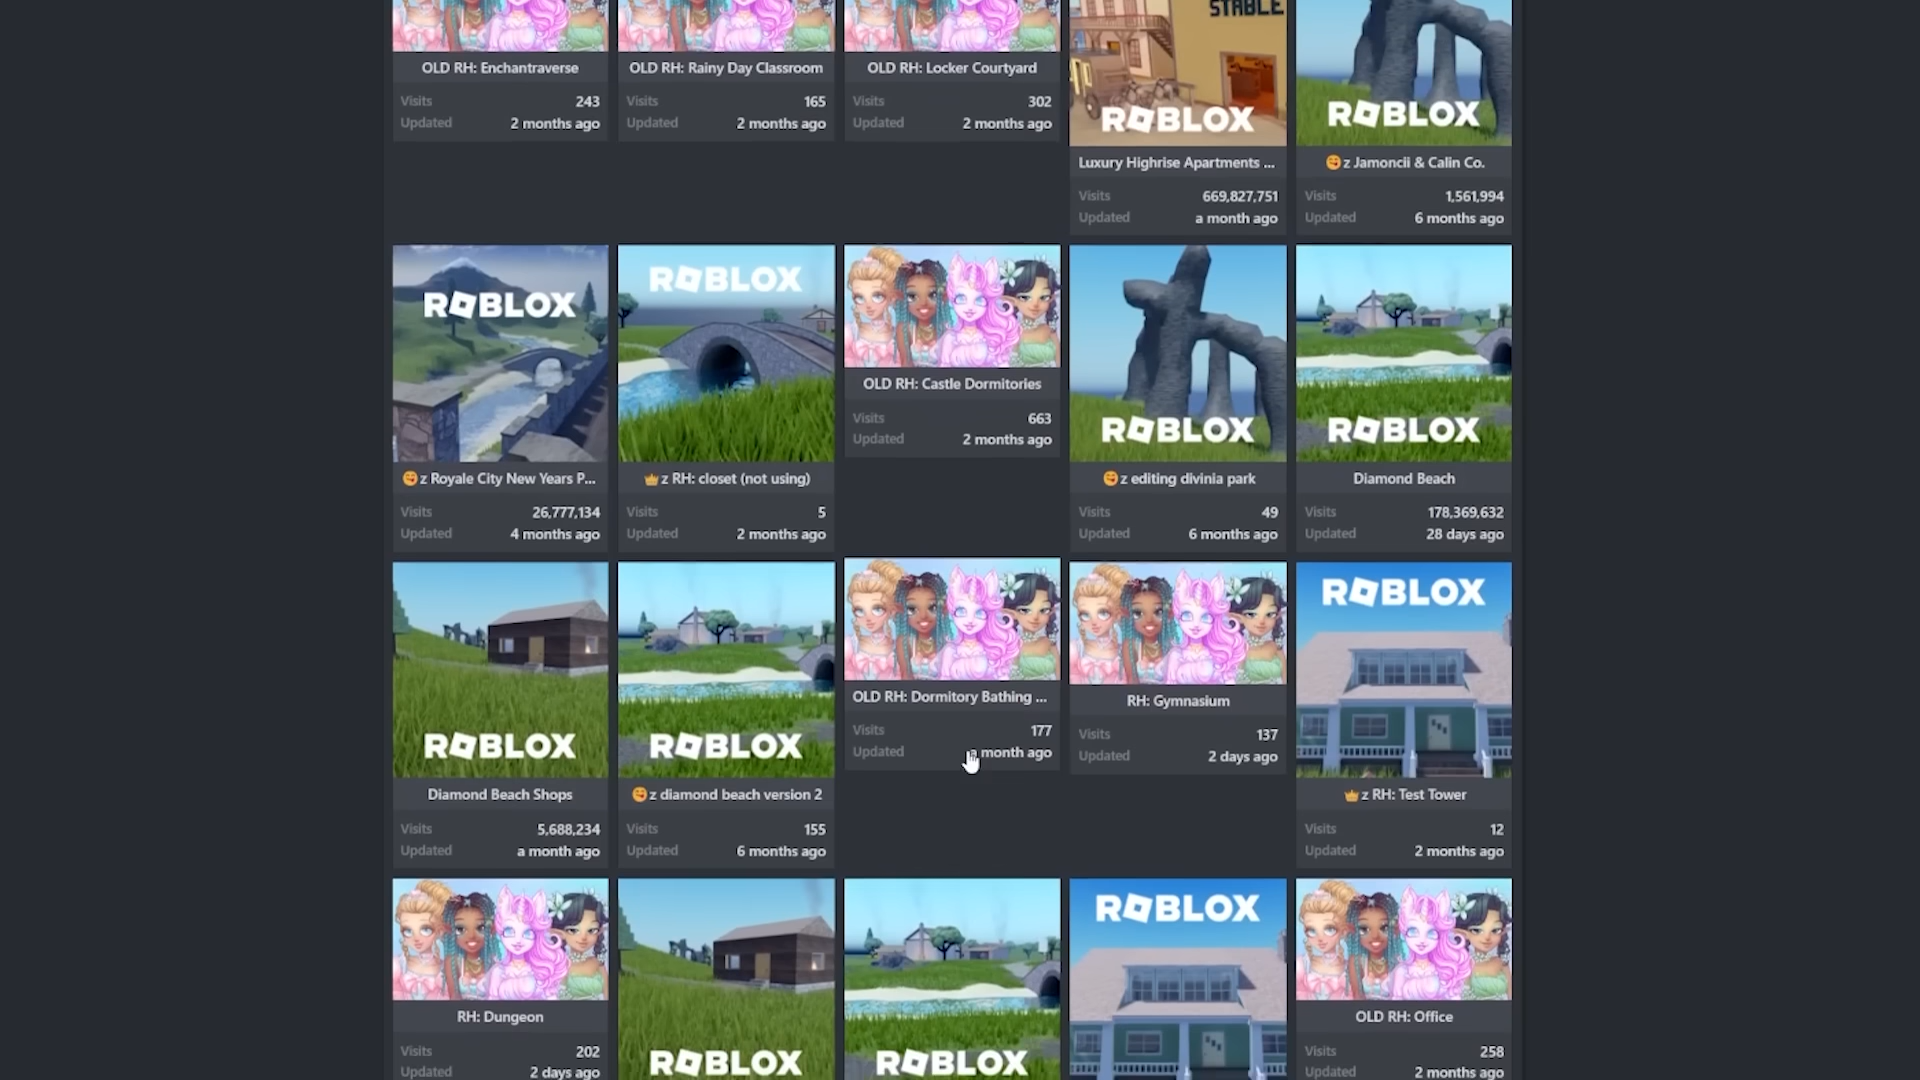 STABLE
ROBLOX
ROBLOX
OLD RH: Enchantraverse
Visits 243
Updated 2 months ago
OLD RH: Rainy Day Classroom
Visits 165
Updated 2 months ago
OLD RH: Locker Courtyard
Visits 302
Updated 2 months ago
Luxury Highrise Apartments ...
Visits 669,827,751
Updated a month ago
😋 z Jamoncii & Calin Co.
Visits 1,561,994
Updated 6 months ago
ROBLOX
😋 z Royale City New Years P...
Visits 26,777,134
Updated 4 months ago
ROBLOX
👑 z RH: closet (not using)
Visits 5
Updated 2 months ago
OLD RH: Castle Dormitories
Visits 663
Updated 2 months ago
ROBLOX
😋 z editing divinia park
Visits 49
Updated 6 months ago
ROBLOX
Diamond Beach
Visits 178,369,632
Updated 28 days ago
ROBLOX
Diamond Beach Shops
Visits 5,688,234
Updated a month ago
ROBLOX
😋 z diamond beach version 2
Visits 155
Updated 6 months ago
OLD RH: Dormitory Bathing ...
Visits 177
Updated a month ago
RH: Gymnasium
Visits 137
Updated 2 days ago
ROBLOX
👑 z RH: Test Tower
Visits 12
Updated 2 months ago
RH: Dungeon
Visits 202
Updated 2 days ago
ROBLOX
ROBLOX
ROBLOX
OLD RH: Office
Visits 258
Updated 2 months ago